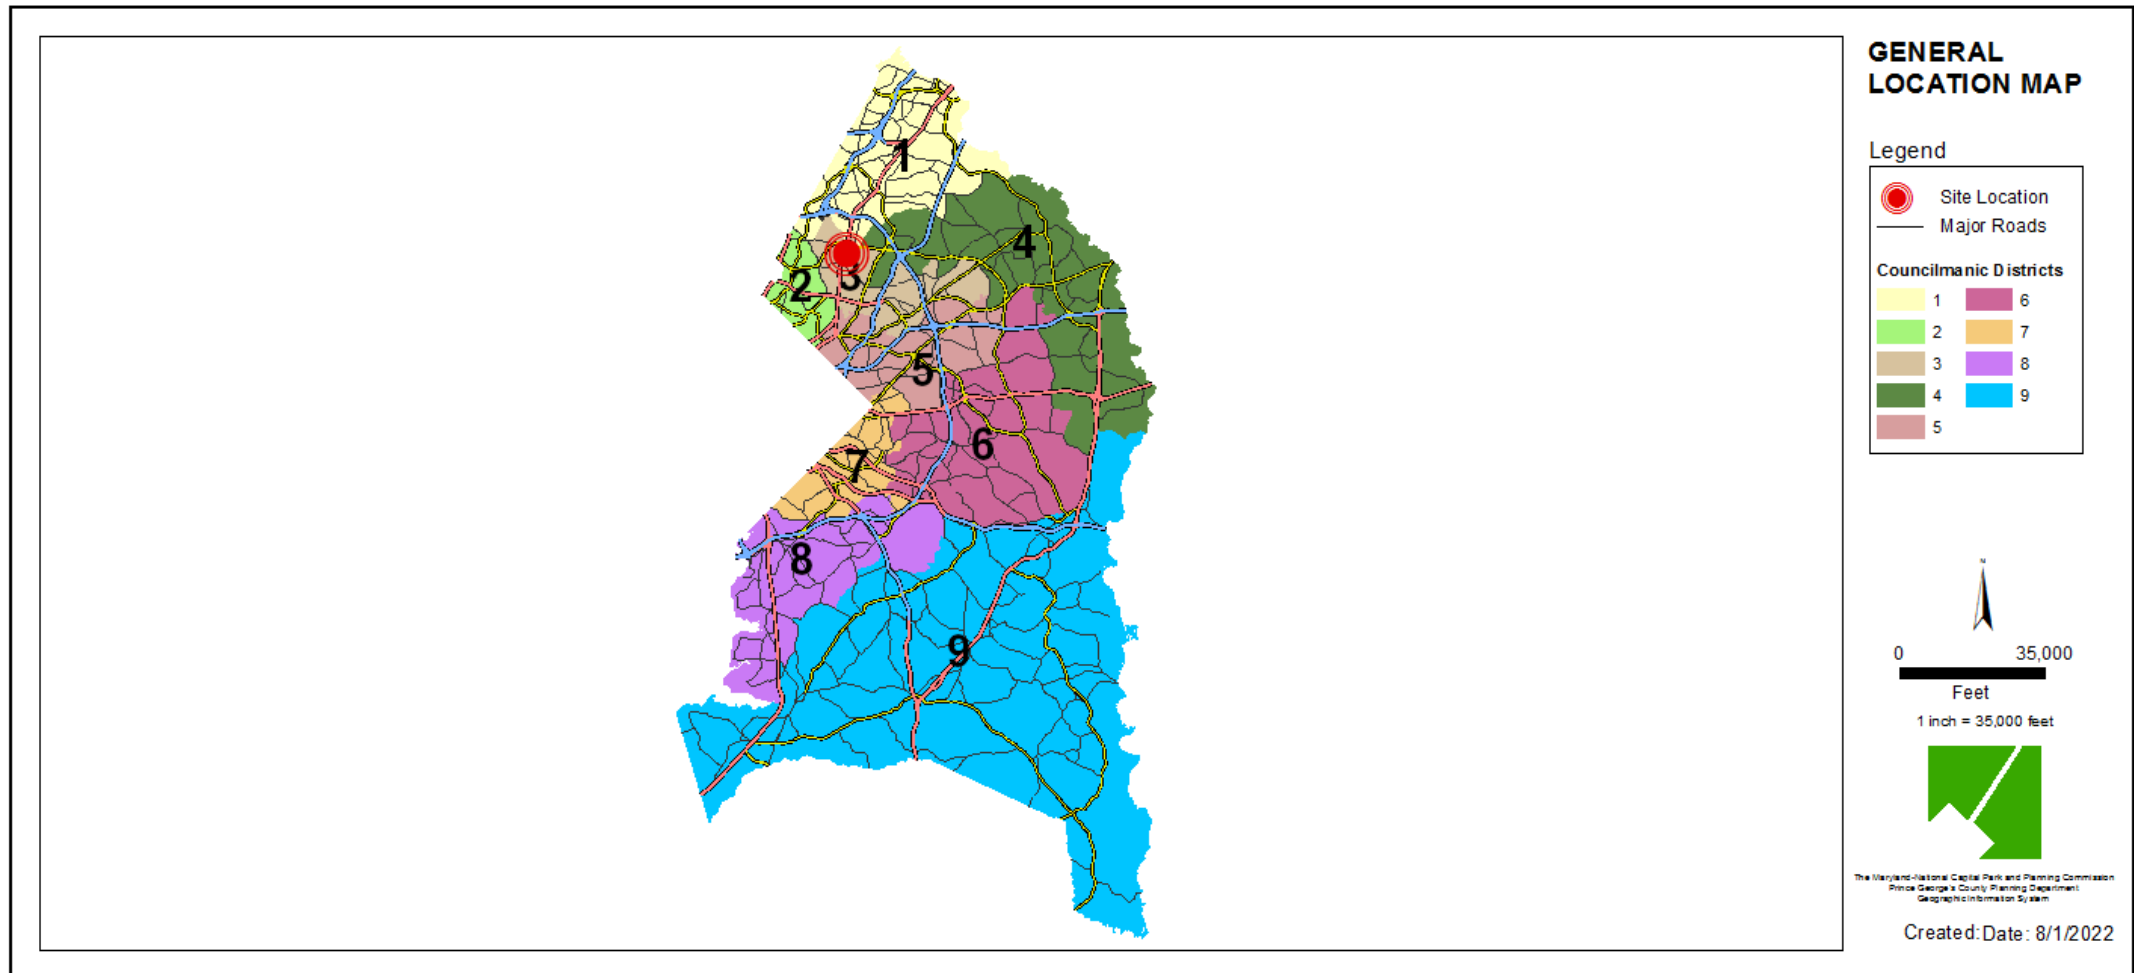 GENERAL
LOCATION MAP
Legend
Site Location
Major Roads
Councilmanic Districts
1 6
2 7
3 8
4 9
5
1
4
2
3
5
6
7
8
9
N
0 35,000
Feet
1 inch = 35,000 feet
The Maryland-National Capital Park and Planning Commission
Prince George's County Planning Department
Geographic Information System
Created: Date: 8/1/2022